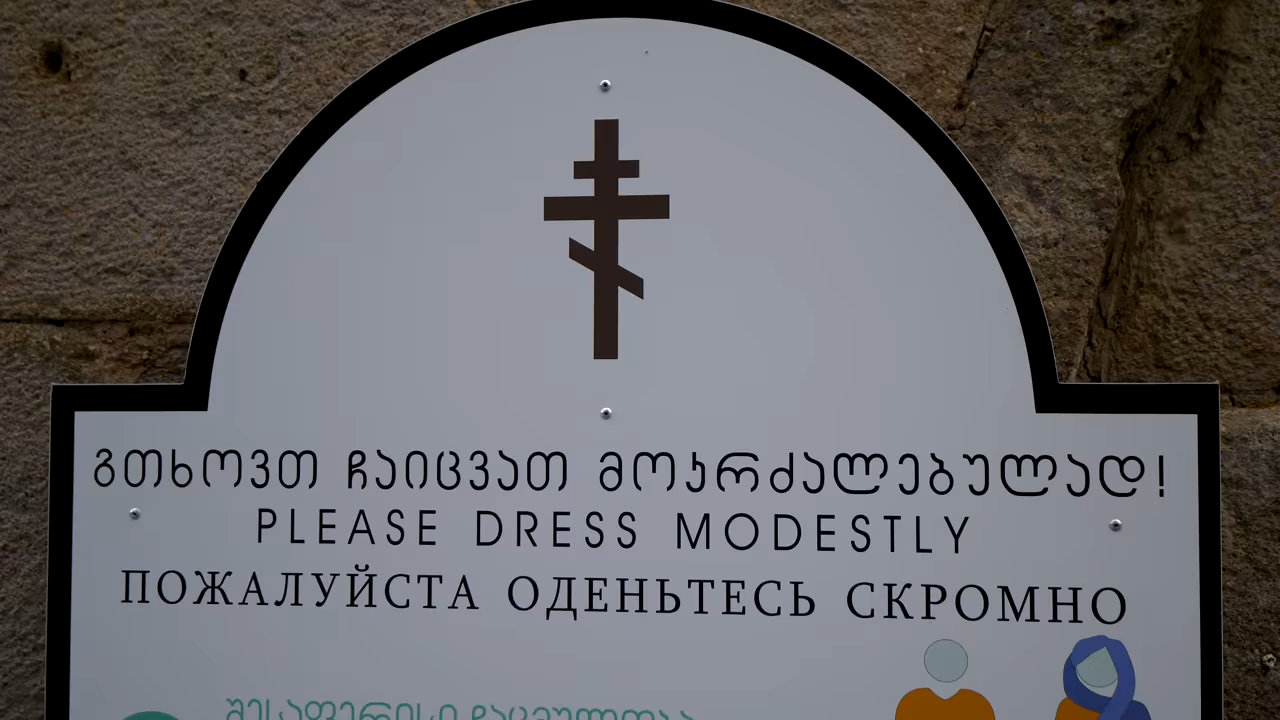 გთხოვთ ჩაიცვათ მოკრძალებულად!
PLEASE DRESS MODESTLY
ПОЖАЛУЙСТА ОДЕНЬТЕСЬ СКРОМНО